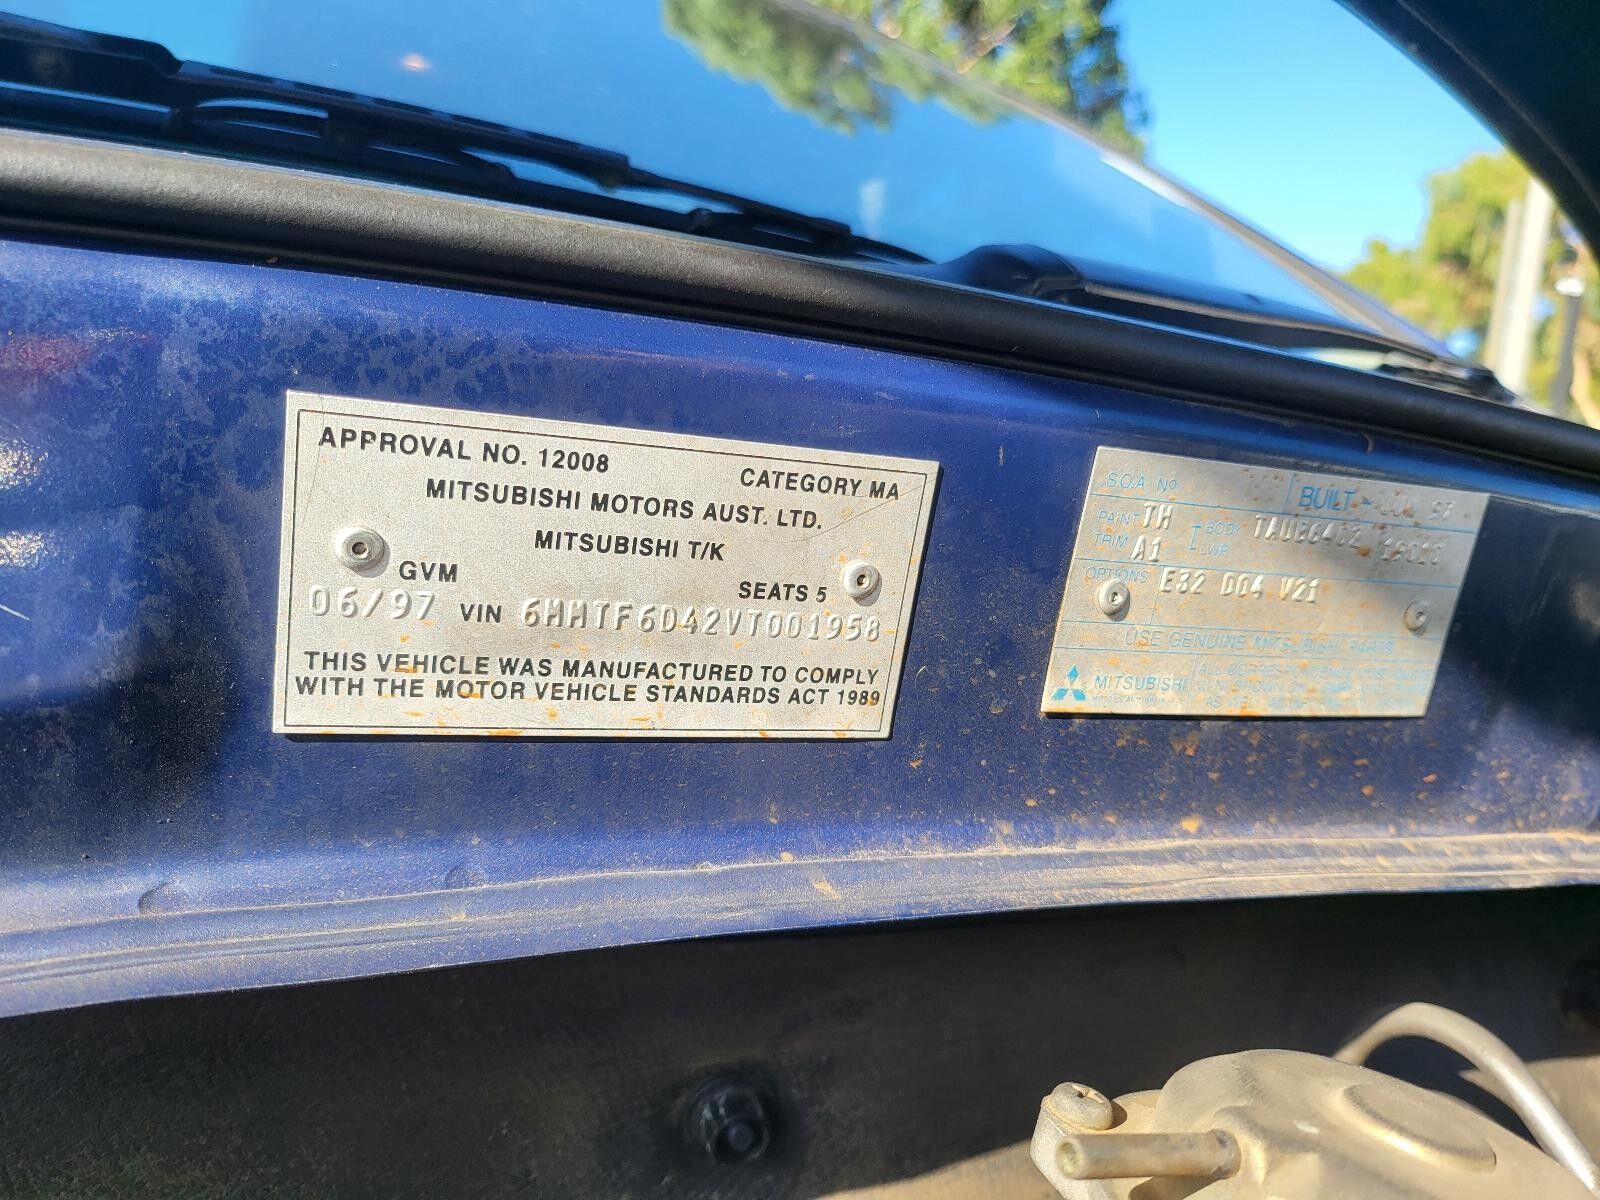 APPROVAL NO. 12008
CATEGORY MA
MITSUBISHI MOTORS AUST. LTD.
MITSUBISHI T/K
GVM
SEATS 5
06/97 VIN 6MMTF6D42VT001958
THIS VEHICLE WAS MANUFACTURED TO COMPLY
WITH THE MOTOR VEHICLE STANDARDS ACT 1989
S.O.A. Nº
BUILT -
PAINT TH
BODY
TRIM A1
LWR
OPTIONS E32 D04 V21
USE GENUINE MITSUBISHI PARTS
MITSUBISHI